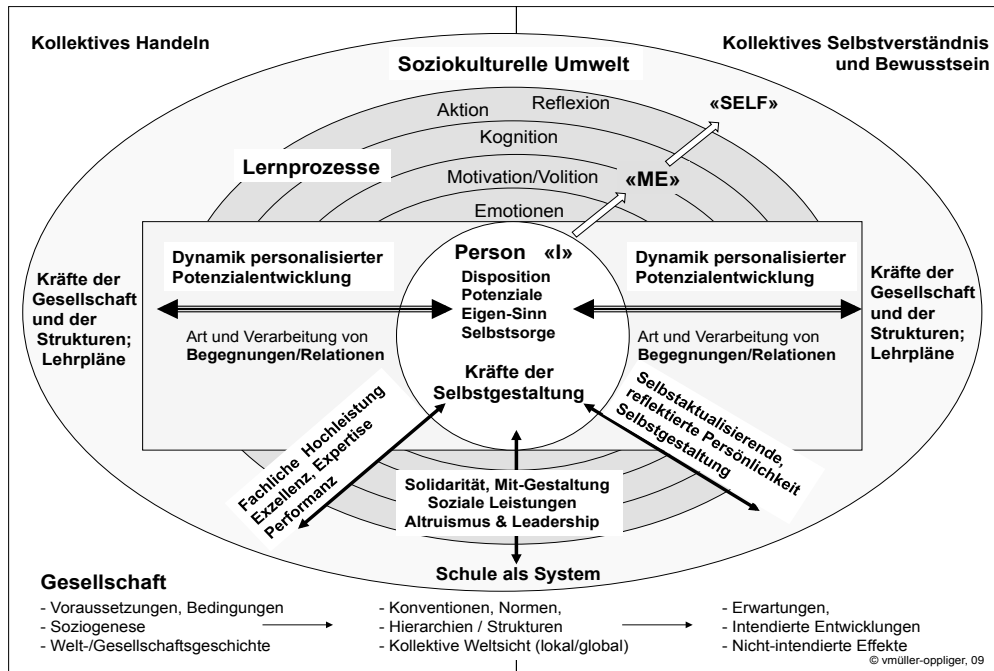 Kollektives Handeln
Kollektives Selbstverständnis
und Bewusstsein
Soziokulturelle Umwelt
«SELF»
Reflexion
Aktion
Kognition
Lernprozesse
«ME»
Motivation/Volition
Emotionen
Dynamik personalisierter
Potenzialentwicklung
Person «I»
Disposition
Potenziale
Eigen-Sinn
Selbstsorge
Dynamik personalisierter
Potenzialentwicklung
Kräfte der
Gesellschaft
und der
Strukturen;
Lehrpläne
Kräfte der
Gesellschaft
und der
Strukturen;
Lehrpläne
Art und Verarbeitung von
Begegnungen/Relationen
Art und Verarbeitung von
Begegnungen/Relationen
Kräfte der
Selbstgestaltung
Fachliche Hochleistung
Exzellenz, Expertise
Performanz
Selbstaktualisierende,
reflektierte Persönlichkeit
Selbstgestaltung
Solidarität, Mit-Gestaltung
Soziale Leistungen
Altruismus & Leadership
Schule als System
Gesellschaft
- Voraussetzungen, Bedingungen
- Soziogenese
- Welt-/Gesellschaftsgeschichte
- Konventionen, Normen,
- Hierarchien / Strukturen
- Kollektive Weltsicht (lokal/global)
- Erwartungen,
- Intendierte Entwicklungen
- Nicht-intendierte Effekte
© vmüller-oppliger, 09